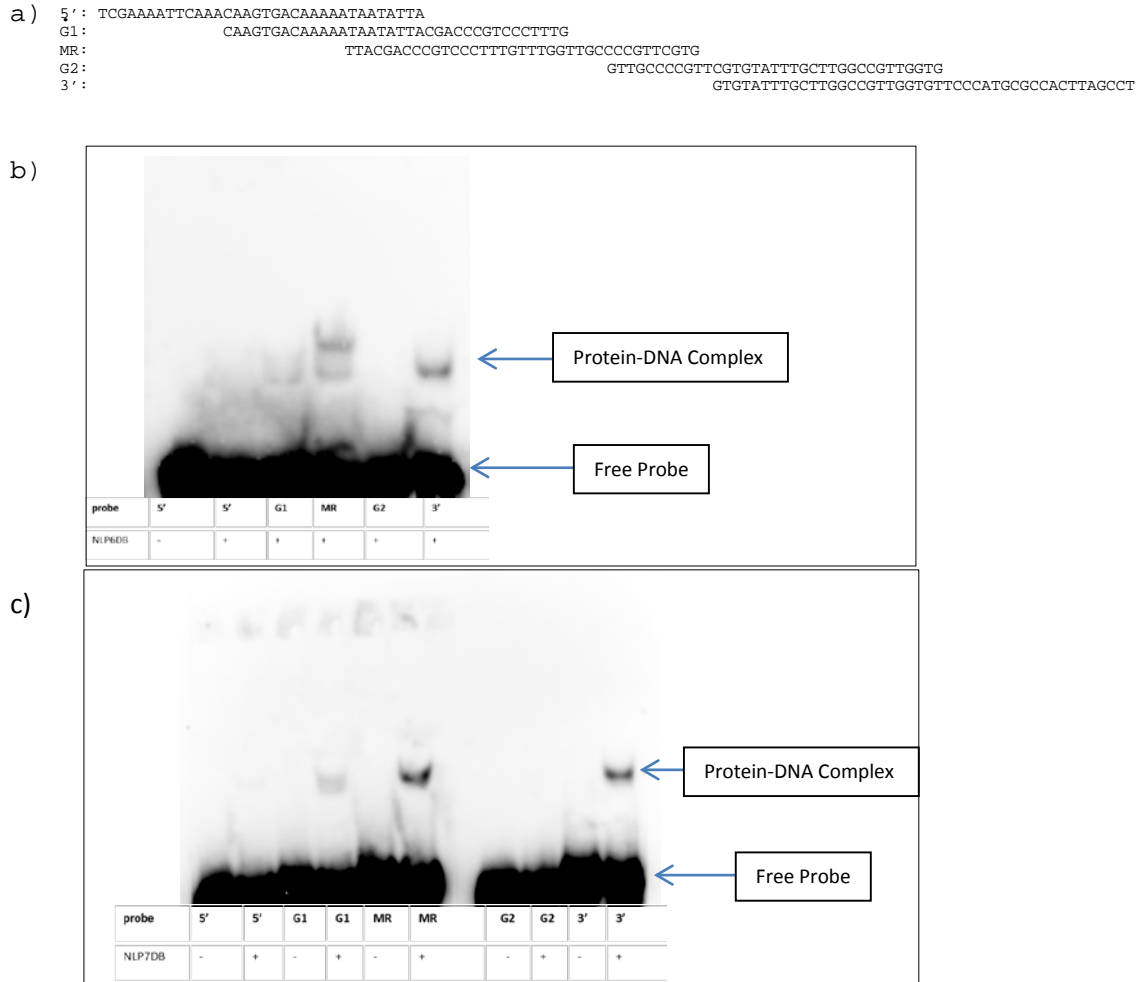 a) 5': TCGAAAATTCAAACAAGTGACAAAAATAATATTA
G1: CAAGTGACAAAAATAATATTACGACCCGTCCCTTTG
MR: TTACGACCCGTCCCTTTGTTTGGTTGCCCCGTTCGTG
G2: GTTGCCCCGTTCGTGTATTTGCTTGGCCGTTGGTG
3': GTGTATTTGCTTGGCCGTTGGTGTTCCCATGCGCCACTTAGCCT
b)
Protein-DNA Complex
Free Probe
probe 5' 5' G1 MR G2 3'
NLP6DB - + + + + +
c)
Protein-DNA Complex
Free Probe
probe 5' 5' G1 G1 MR MR G2 G2 3' 3'
NLP7DB - + - + - + - + - +